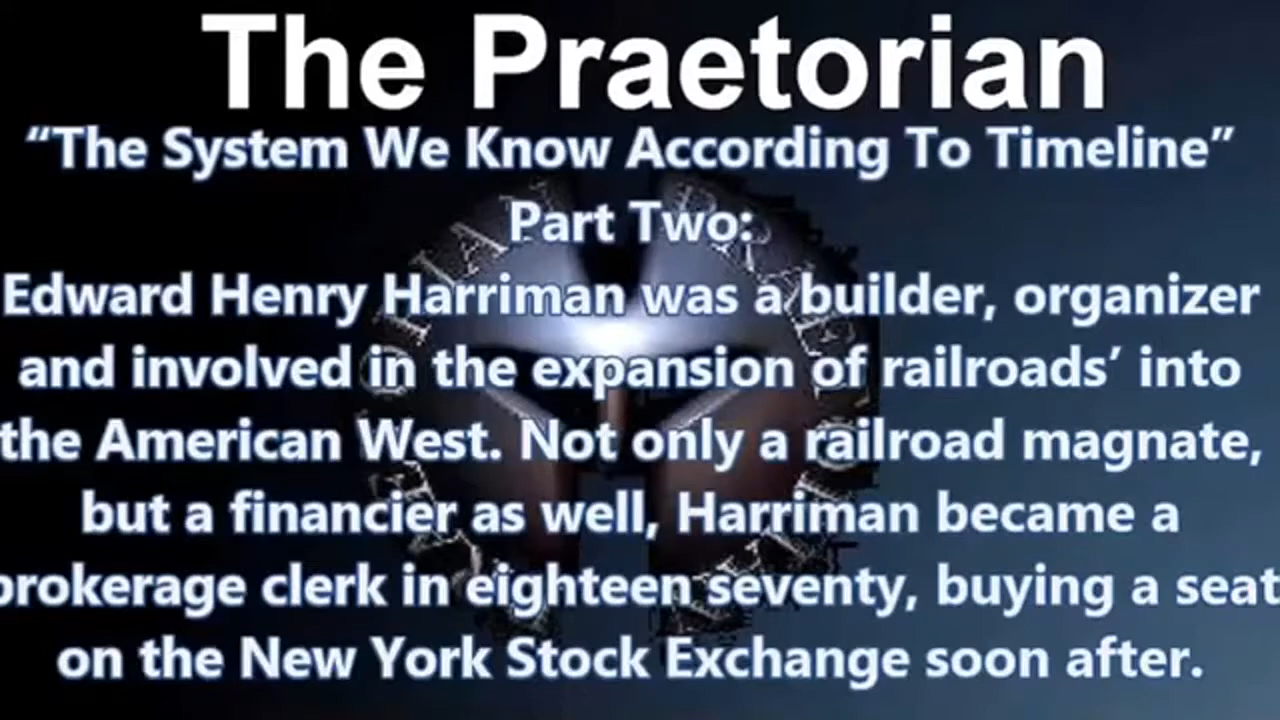 The Praetorian
“The System We Know According To Timeline”
Part Two:
Edward Henry Harriman was a builder, organizer
and involved in the expansion of railroads’ into
the American West. Not only a railroad magnate,
but a financier as well, Harriman became a
brokerage clerk in eighteen seventy, buying a seat
on the New York Stock Exchange soon after.